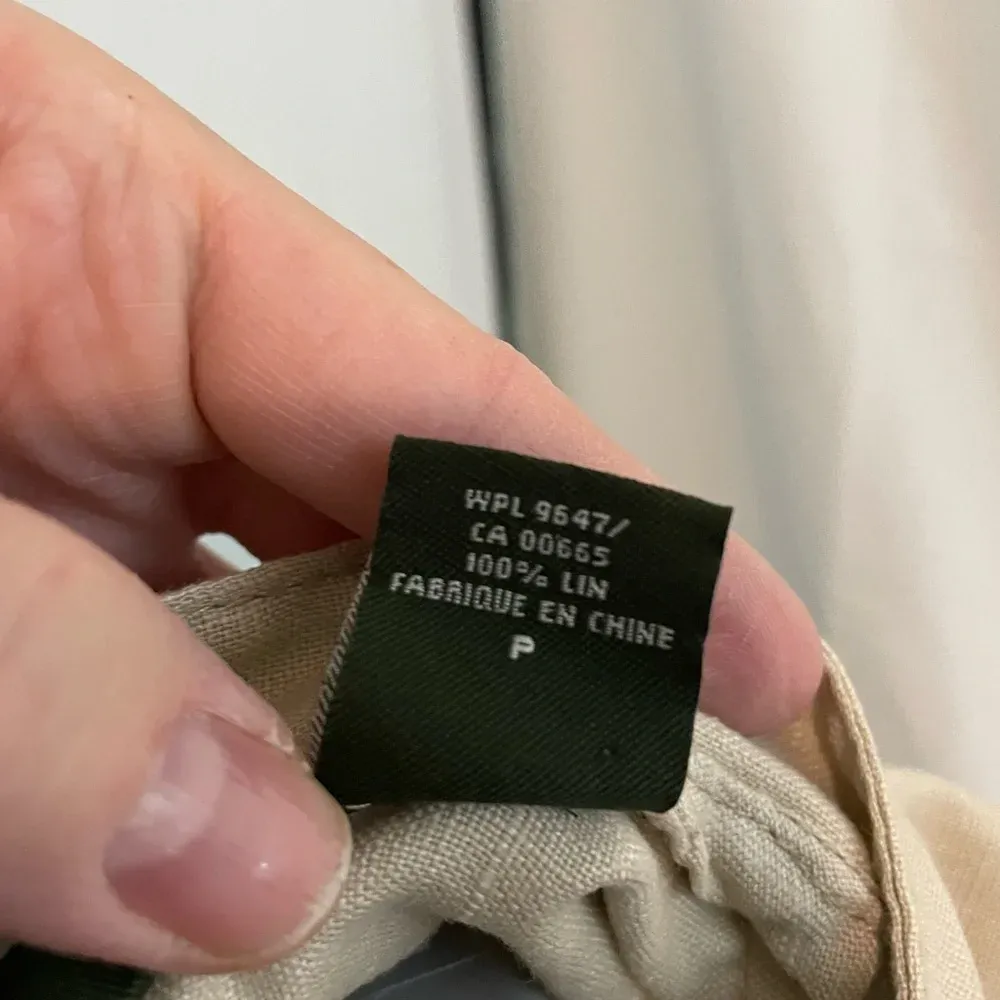 WPL 9647/
CA 00665
100% LIN
FABRIQUE EN CHINE
P